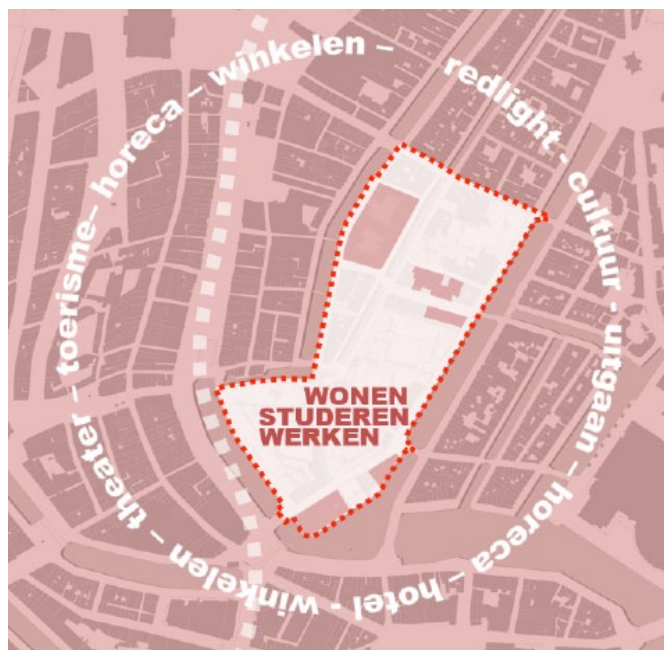 redlight - cultuur - uitgaan – horeca – hotel - winkelen – theater – toerisme– horeca – winkelen –
WONEN
STUDEREN
WERKEN